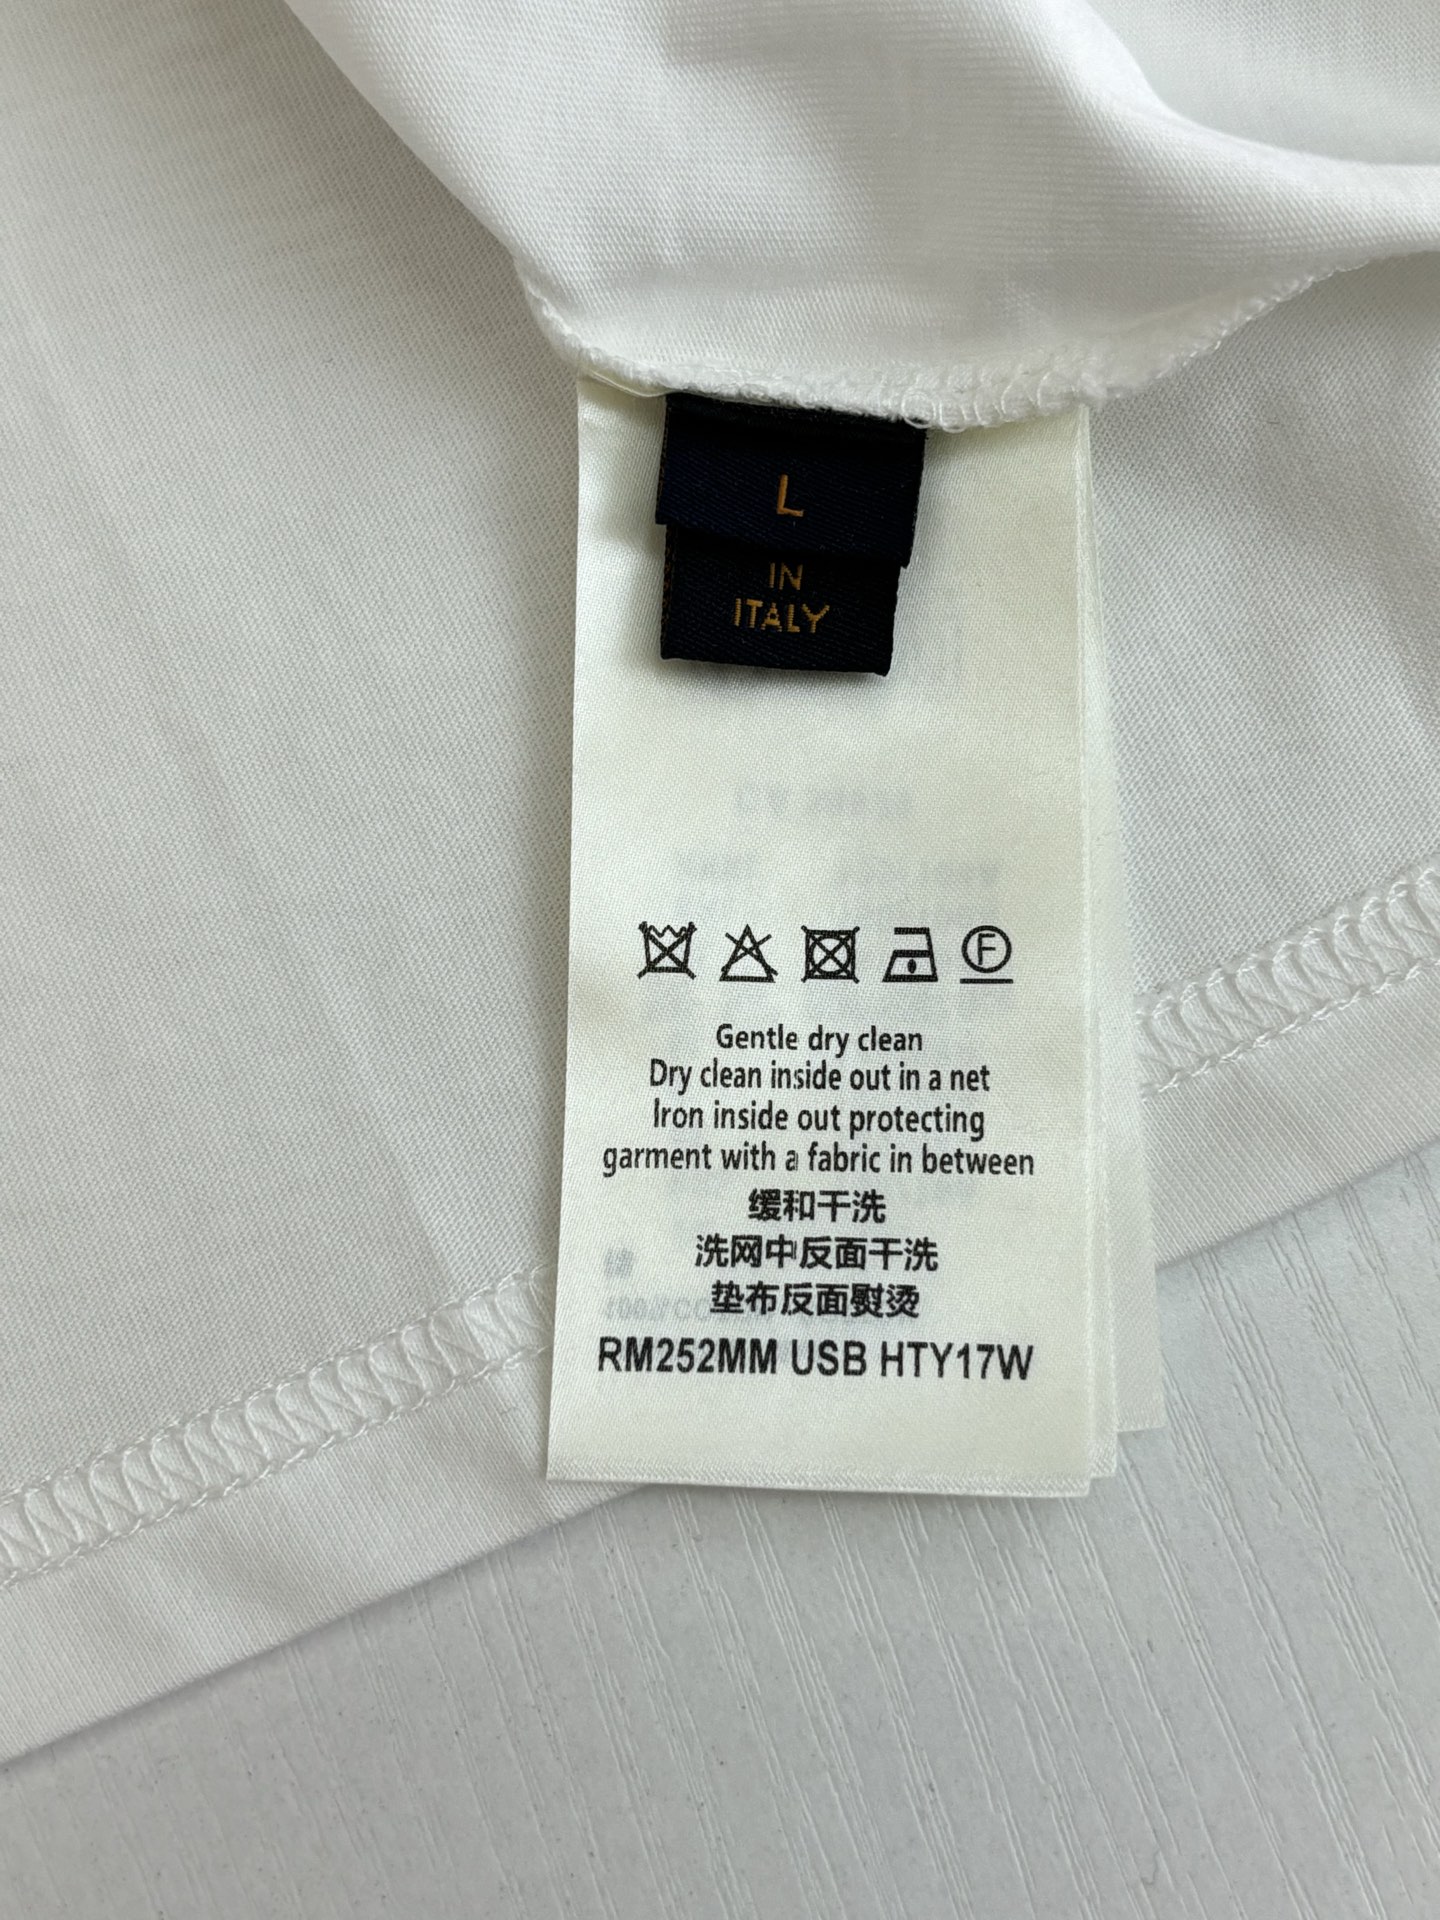 L
IN
ITALY
F
Gentle dry clean
Dry clean inside out in a net
Iron inside out protecting
garment with a fabric in between
缓和干洗
洗网中反面干洗
垫布反面熨烫
RM252MM USB HTY17W